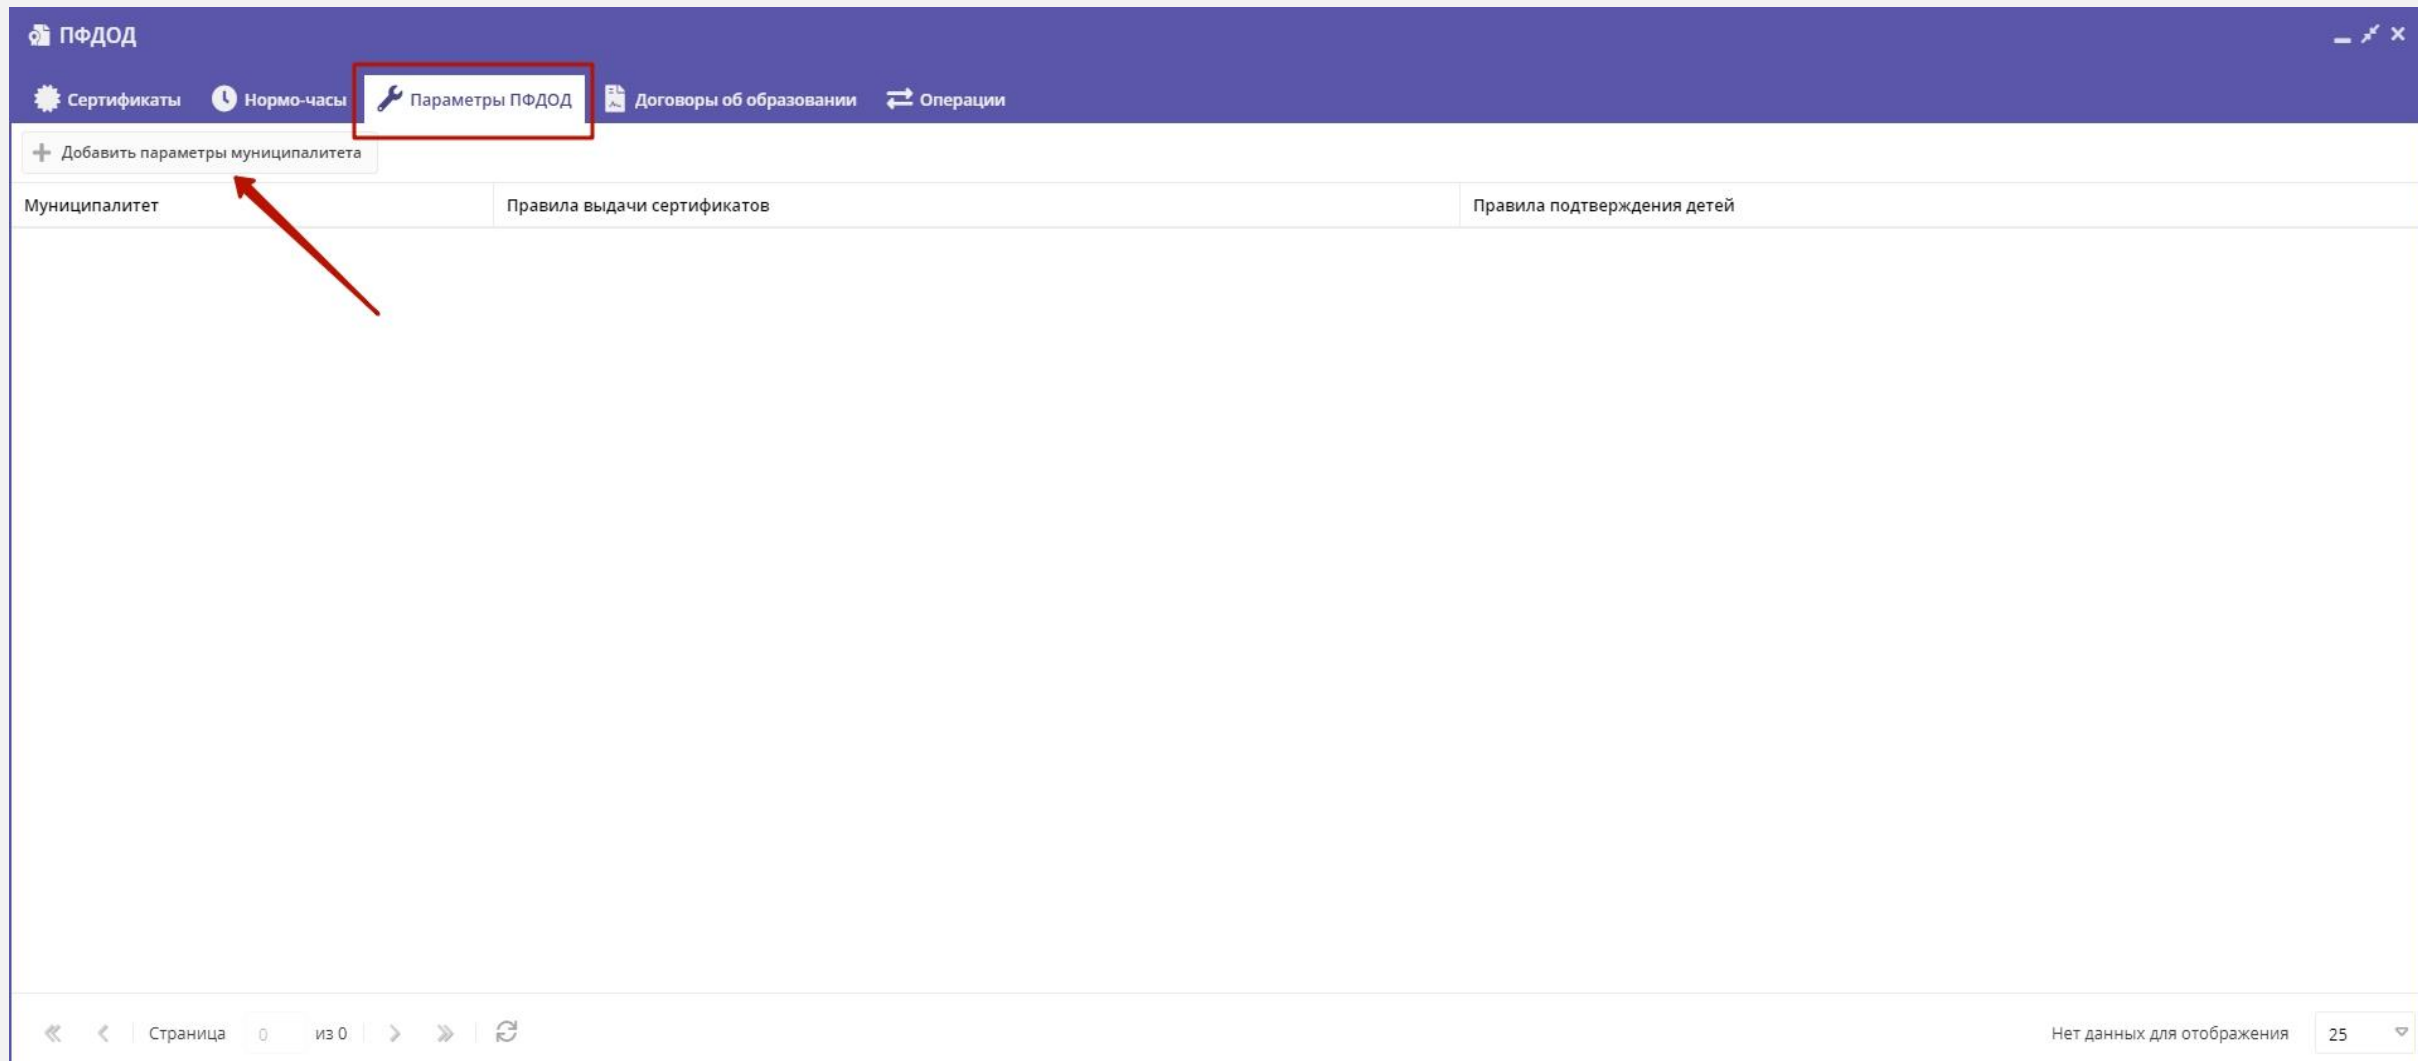 ПФДОД
Сертификаты Нормо-часы Параметры ПФДОД Договоры об образовании Операции
Добавить параметры муниципалитета
Муниципалитет Правила выдачи сертификатов Правила подтверждения детей
Страница 0 из 0 Нет данных для отображения 25